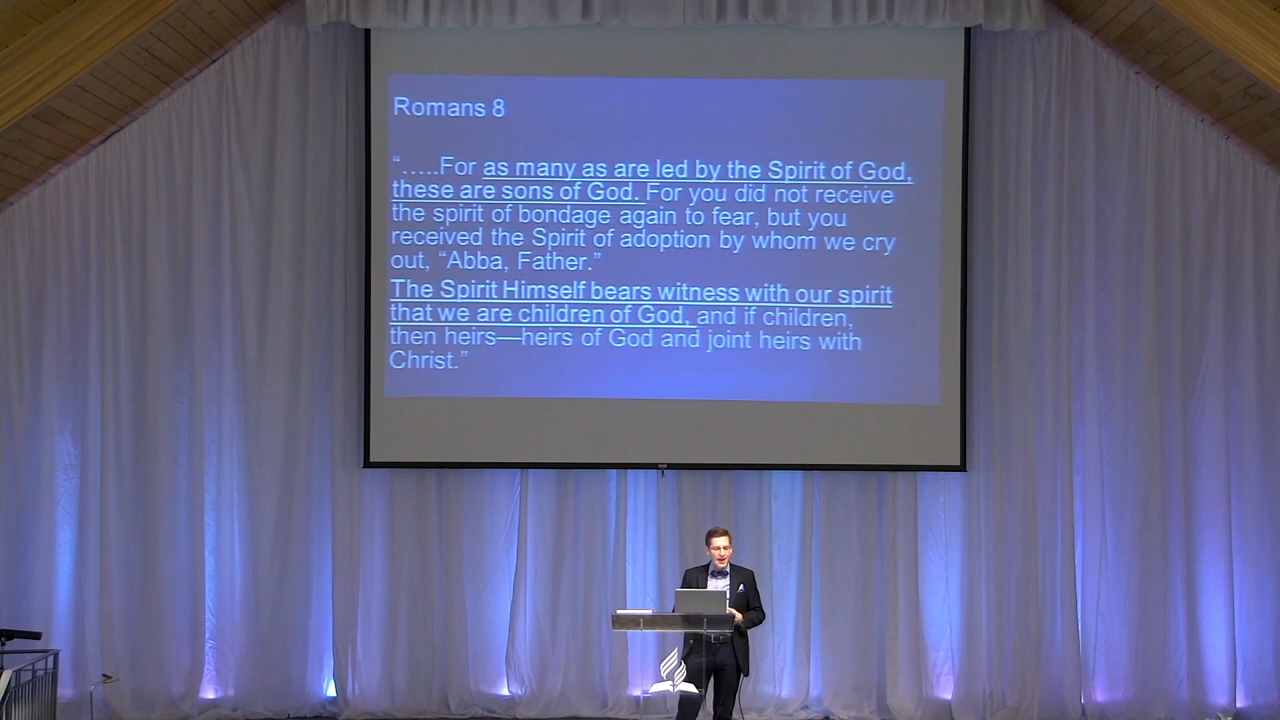 Romans 8
“…..For as many as are led by the Spirit of God,
these are sons of God. For you did not receive
the spirit of bondage again to fear, but you
received the Spirit of adoption by whom we cry
out, “Abba, Father.”
The Spirit Himself bears witness with our spirit
that we are children of God, and if children,
then heirs—heirs of God and joint heirs with
Christ.”